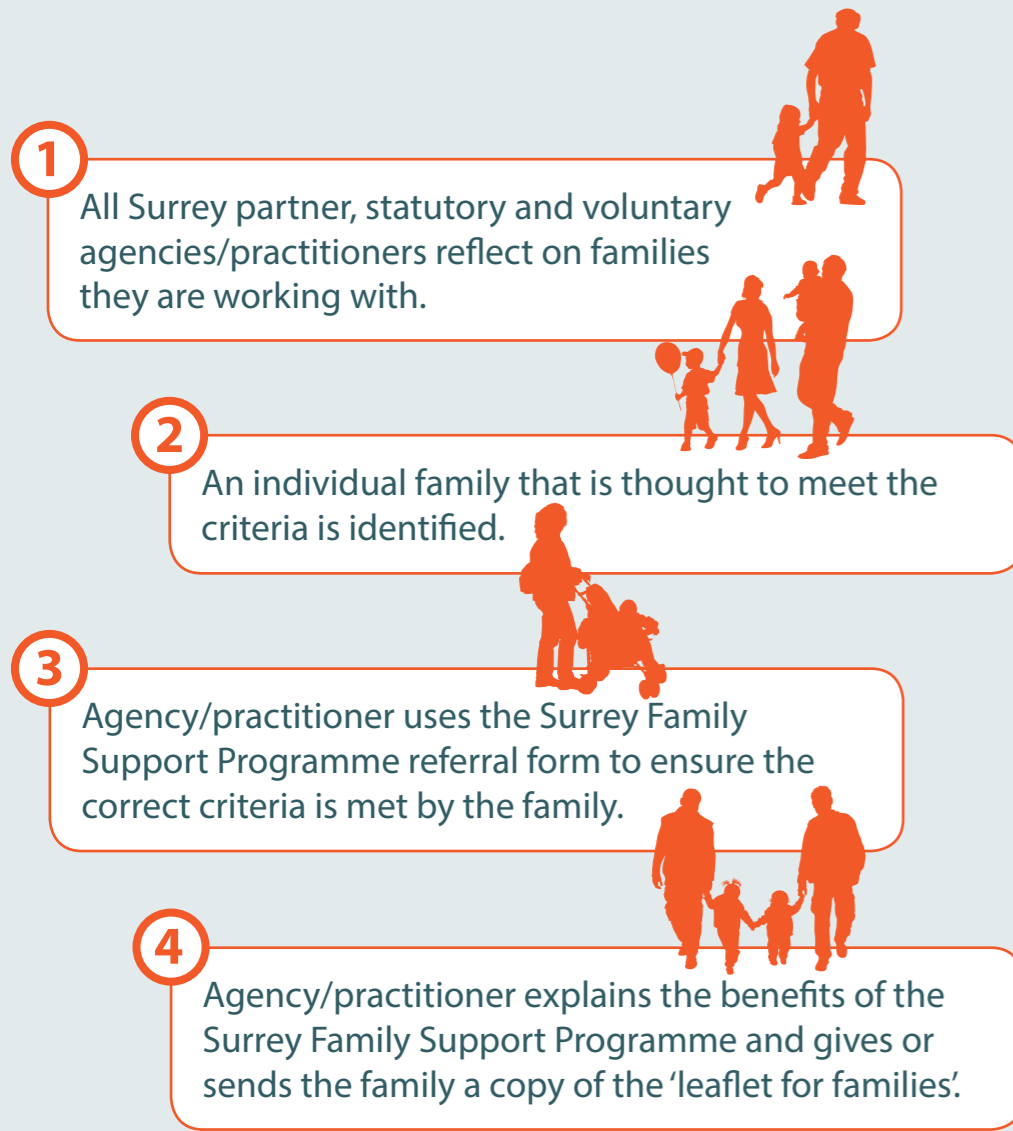 1
All Surrey partner, statutory and voluntary
agencies/practitioners reflect on families
they are working with.
2
An individual family that is thought to meet the
criteria is identified.
3
Agency/practitioner uses the Surrey Family
Support Programme referral form to ensure the
correct criteria is met by the family.
4
Agency/practitioner explains the benefits of the
Surrey Family Support Programme and gives or
sends the family a copy of the ‘leaflet for families’.